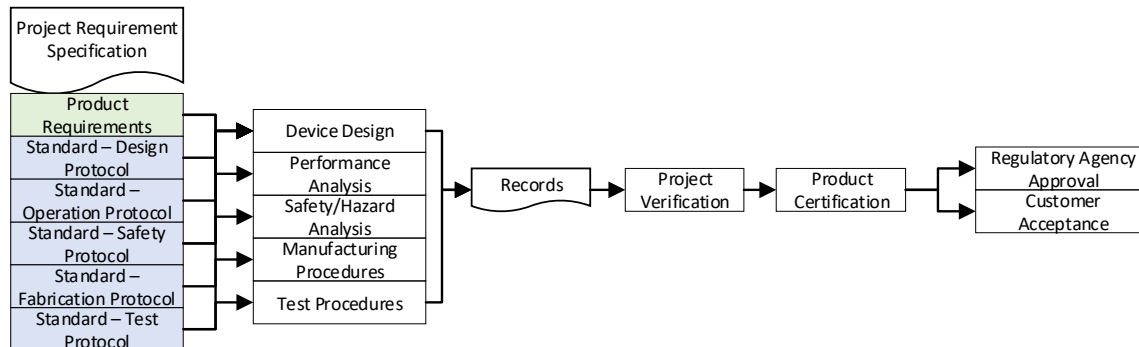 Project Requirement
Specification
Product
Requirements
Standard – Design
Protocol
Standard –
Operation Protocol
Standard – Safety
Protocol
Standard –
Fabrication Protocol
Standard – Test
Protocol
Device Design
Performance
Analysis
Safety/Hazard
Analysis
Manufacturing
Procedures
Test Procedures
Records
Project
Verification
Product
Certification
Regulatory Agency
Approval
Customer
Acceptance